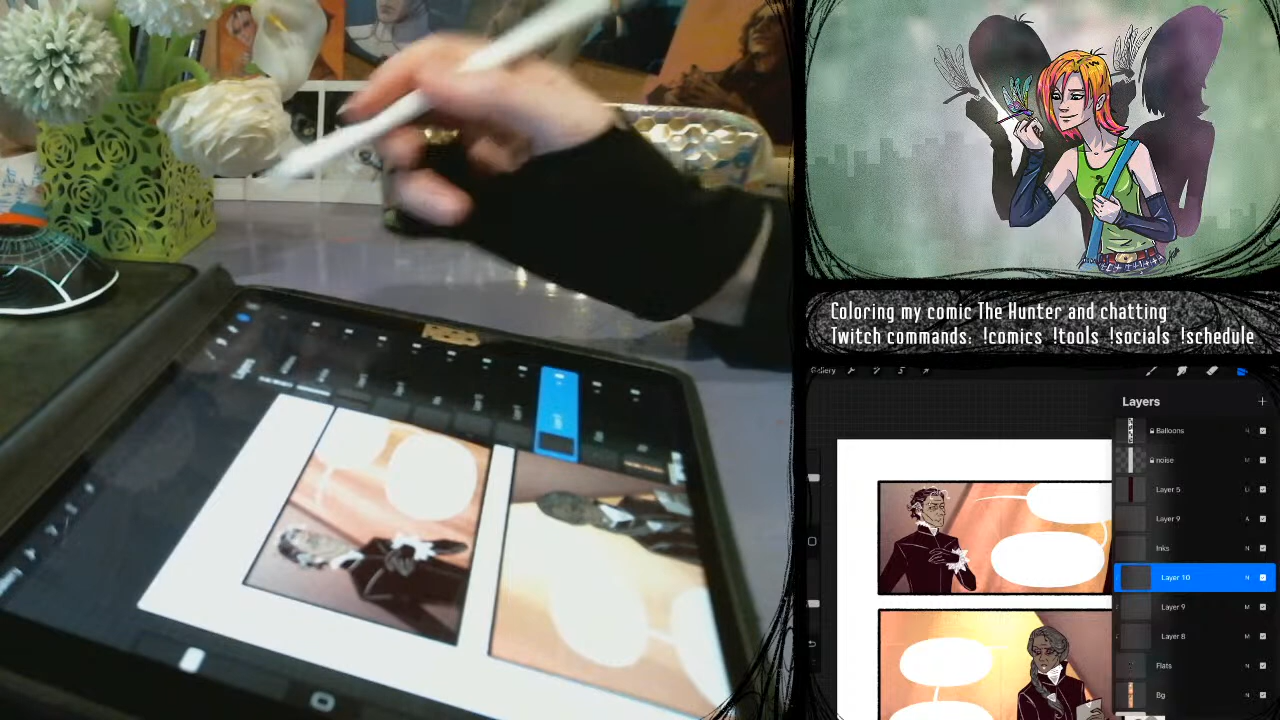 Coloring my comic The Hunter and chatting
Twitch commands. !comics !tools !socials !schedule
Gallery
Layers
Balloons
noise M
Layer 5
Layer 9
Inks N
Layer 10 N
Layer 9 M
Layer 8 M
Flats N
Bg N